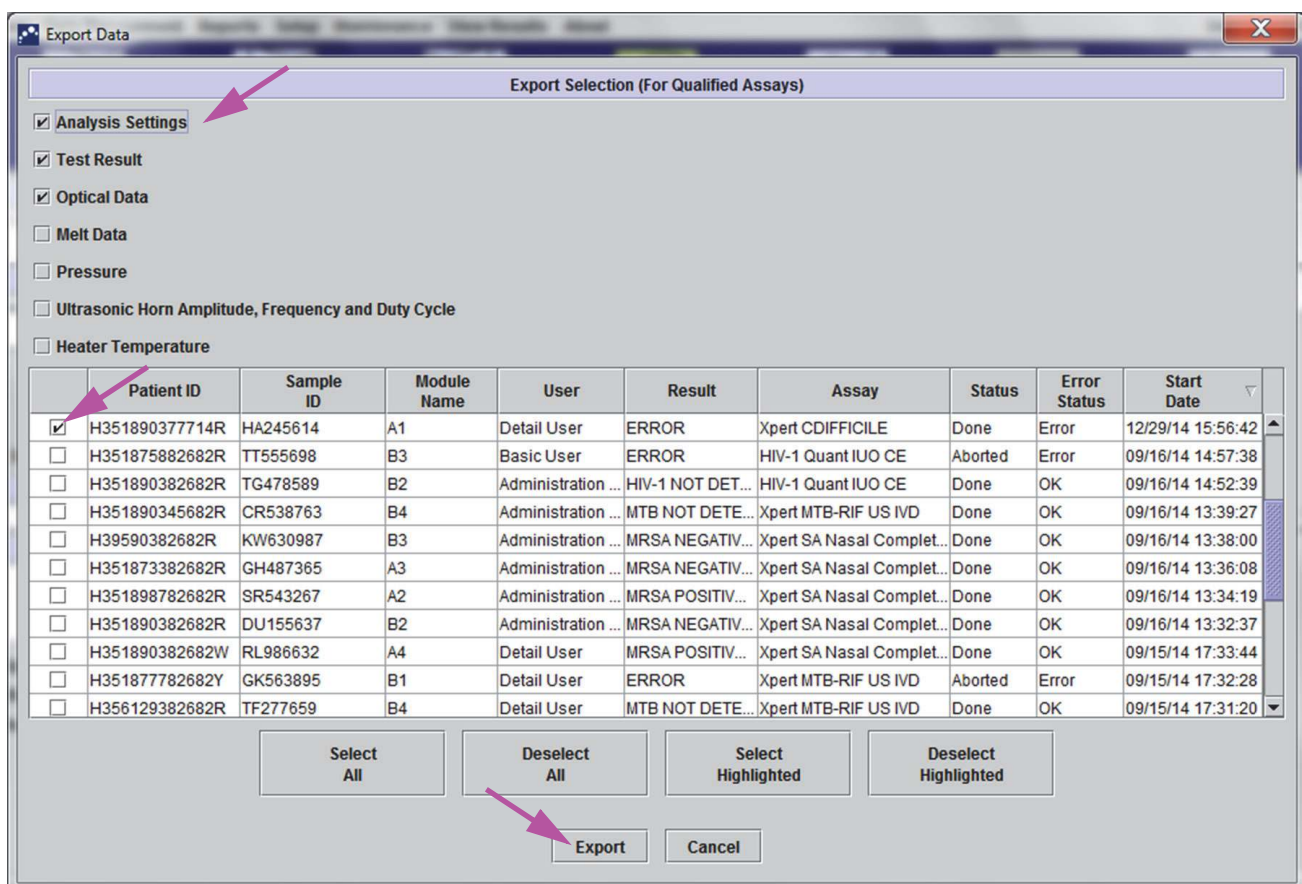 Export Data
Export Selection (For Qualified Assays)
Analysis Settings
Test Result
Optical Data
Melt Data
Pressure
Ultrasonic Horn Amplitude, Frequency and Duty Cycle
Heater Temperature
Patient ID Sample ID Module Name User Result Assay Status Error Status Start Date
H351890377714R HA245614 A1 Detail User ERROR Xpert CDIFFICILE Done Error 12/29/14 15:56:42
H351875882682R TT555698 B3 Basic User ERROR HIV-1 Quant IUO CE Aborted Error 09/16/14 14:57:38
H351890382682R TG478589 B2 Administration ... HIV-1 NOT DET... HIV-1 Quant IUO CE Done OK 09/16/14 14:52:39
H351890345682R CR538763 B4 Administration ... MTB NOT DETE... Xpert MTB-RIF US IVD Done OK 09/16/14 13:39:27
H39590382682R KW630987 B3 Administration ... MRSA NEGATIV... Xpert SA Nasal Complet... Done OK 09/16/14 13:38:00
H351873382682R GH487365 A3 Administration ... MRSA NEGATIV... Xpert SA Nasal Complet... Done OK 09/16/14 13:36:08
H351898782682R SR543267 A2 Administration ... MRSA POSITIV... Xpert SA Nasal Complet... Done OK 09/16/14 13:34:19
H351890382682R DU155637 B2 Administration ... MRSA NEGATIV... Xpert SA Nasal Complet... Done OK 09/16/14 13:32:37
H351890382682W RL986632 A4 Detail User MRSA POSITIV... Xpert SA Nasal Complet... Done OK 09/15/14 17:33:44
H351877782682Y GK563895 B1 Detail User ERROR Xpert MTB-RIF US IVD Aborted Error 09/15/14 17:32:28
H356129382682R TF277659 B4 Detail User MTB NOT DETE... Xpert MTB-RIF US IVD Done OK 09/15/14 17:31:20
Select All Deselect All Select Highlighted Deselect Highlighted
Export Cancel